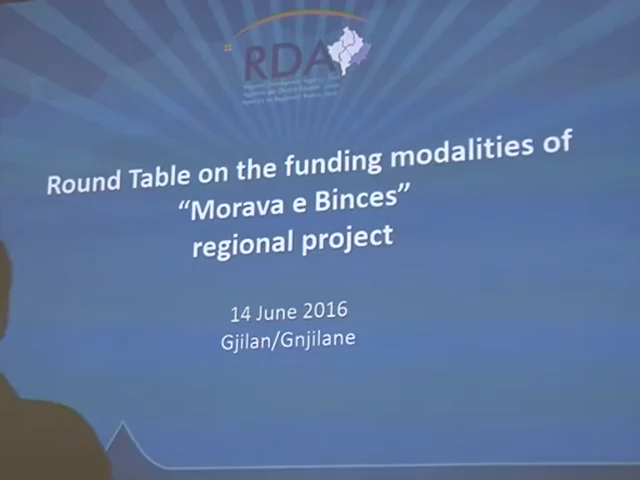 RDA
Round Table on the funding modalities of
“Morava e Binces”
regional project
14 June 2016
Gjilan/Gnjilane